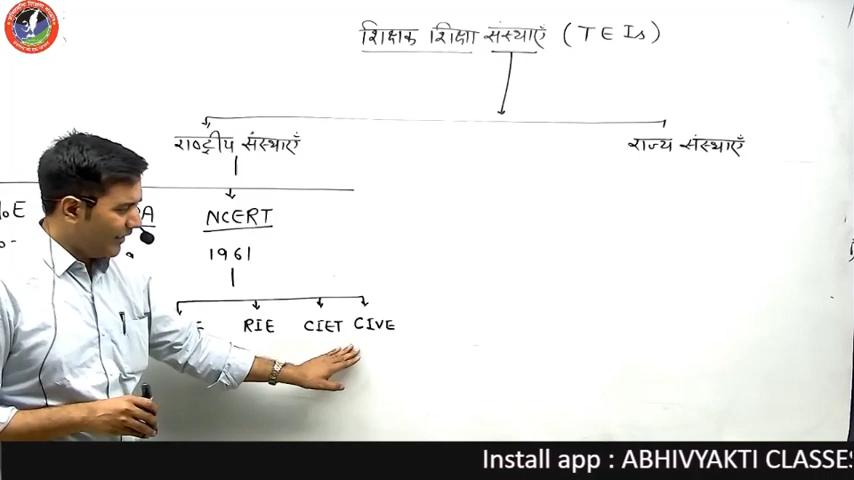 शिक्षक शिक्षा संस्थाएँ (TEIs)
राष्ट्रीय संस्थाएँ
राज्य संस्थाएँ
NCERT
1961
RIE CIET CIVE
Install app : ABHIVYAKTI CLASSES